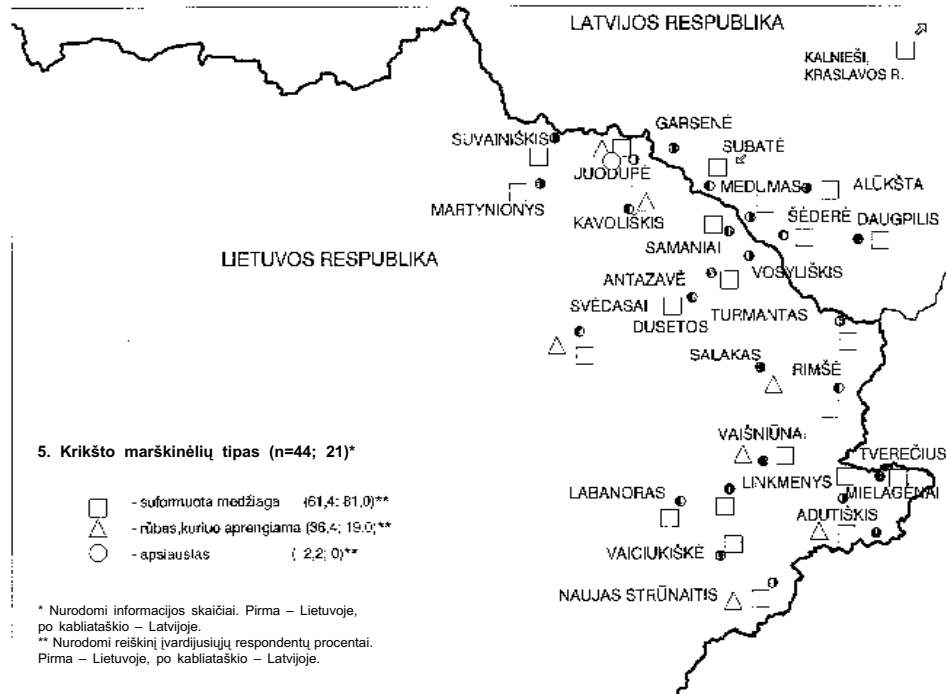 LATVIJOS RESPUBLIKA
KALNIEŠI,
KRASLAVOS R.
GARSENĖ
SUVAINIŠKIS
SUBATĖ
JUODUPĖ
MEDUMAS
ALŪKŠTA
MARTYNIONYS
KAVOLIŠKIS
ŠĖDERĖ
DAUGPILIS
SAMANIAI
LIETUVOS RESPUBLIKA
VOSYLIŠKIS
ANTAZAVĖ
SVĖDASAI
DUSETOS
TURMANTAS
SALAKAS
RIMŠĖ
VAIŠNIŪNAI
TVEREČIUS
LINKMENYS
MIELAGĖNAI
LABANORAS
ADUTIŠKIS
VAICIUKIŠKĖ
NAUJAS STRŪNAITIS
5. Krikšto marškinėlių tipas (n=44; 21)*
- suformuota medžiaga (61,4; 81,0)**
- rūbas,kuriuo aprengiama (36,4; 19.0;**
- apsiaustas ( 2,2; 0)**
* Nurodomi informacijos skaičiai. Pirma – Lietuvoje,
po kabliataškio – Latvijoje.
** Nurodomi reiškinį įvardijusiųjų respondentų procentai.
Pirma – Lietuvoje, po kabliataškio – Latvijoje.